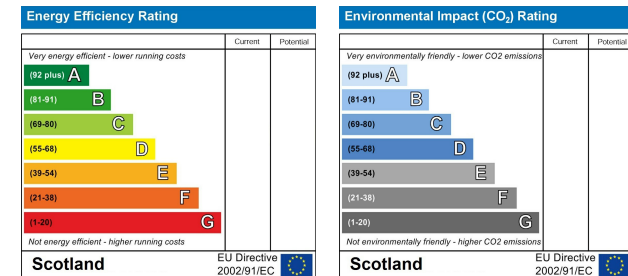 Energy Efficiency Rating
Current Potential
Very energy efficient - lower running costs
(92 plus) A
(81-91) B
(69-80) C
(55-68) D
(39-54) E
(21-38) F
(1-20) G
Not energy efficient - higher running costs
Scotland
EU Directive
2002/91/EC
Environmental Impact (CO₂) Rating
Current Potential
Very environmentally friendly - lower CO2 emissions
(92 plus) A
(81-91) B
(69-80) C
(55-68) D
(39-54) E
(21-38) F
(1-20) G
Not environmentally friendly - higher CO2 emissions
Scotland
EU Directive
2002/91/EC